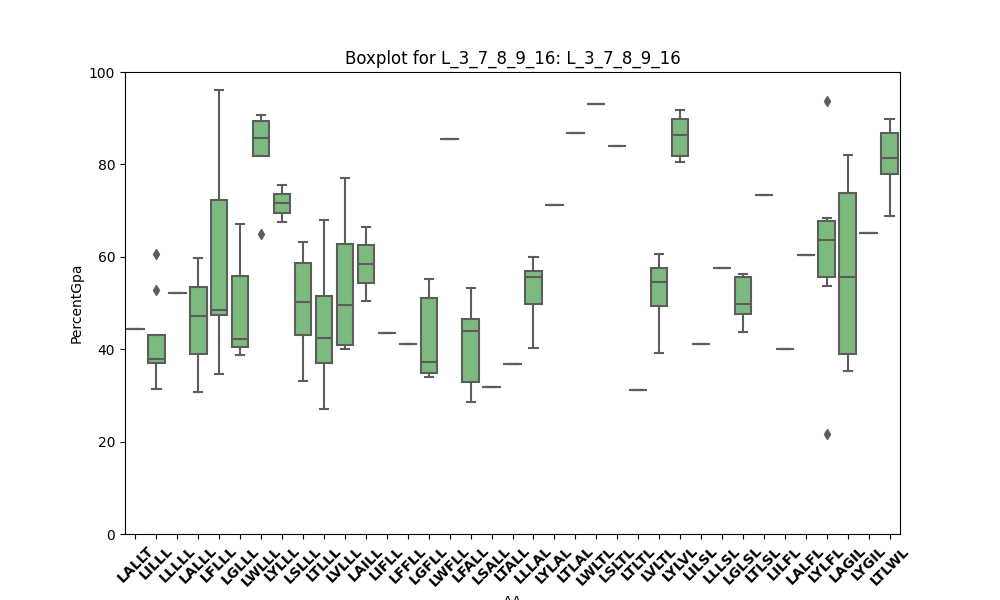 Boxplot for L_3_7_8_9_16: L_3_7_8_9_16
PercentGpa
100
80
60
40
20
0
LALLT
LILLL
LLLLL
LALLL
LFLLL
LGLLL
LWLLL
LYLLL
LSLLL
LTLLL
LVLLL
LAILL
LIFLL
LFFLL
LGFLL
LWFLL
LFALL
LSALL
LTALL
LLLAL
LYLAL
LTLAL
LWLTL
LSLTL
LTLTL
LVLTL
LYLVL
LILSL
LLLSL
LGLSL
LTLSL
LILFL
LALFL
LYLFL
LAGIL
LYGIL
LTLWL